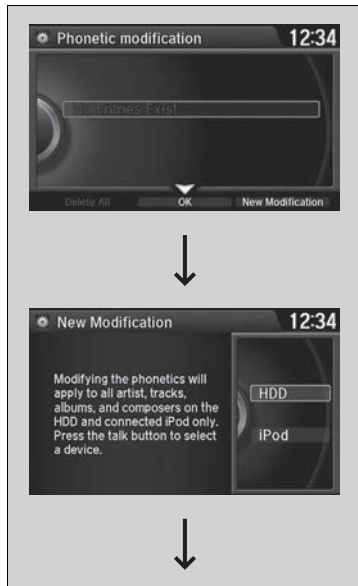 Phonetic modification 12:34
No Entries Exist
Delete All OK New Modification
New Modification 12:34
Modifying the phonetics will
apply to all artist, tracks,
albums, and composers on the
HDD and connected iPod only.
Press the talk button to select
a device.
HDD
iPod